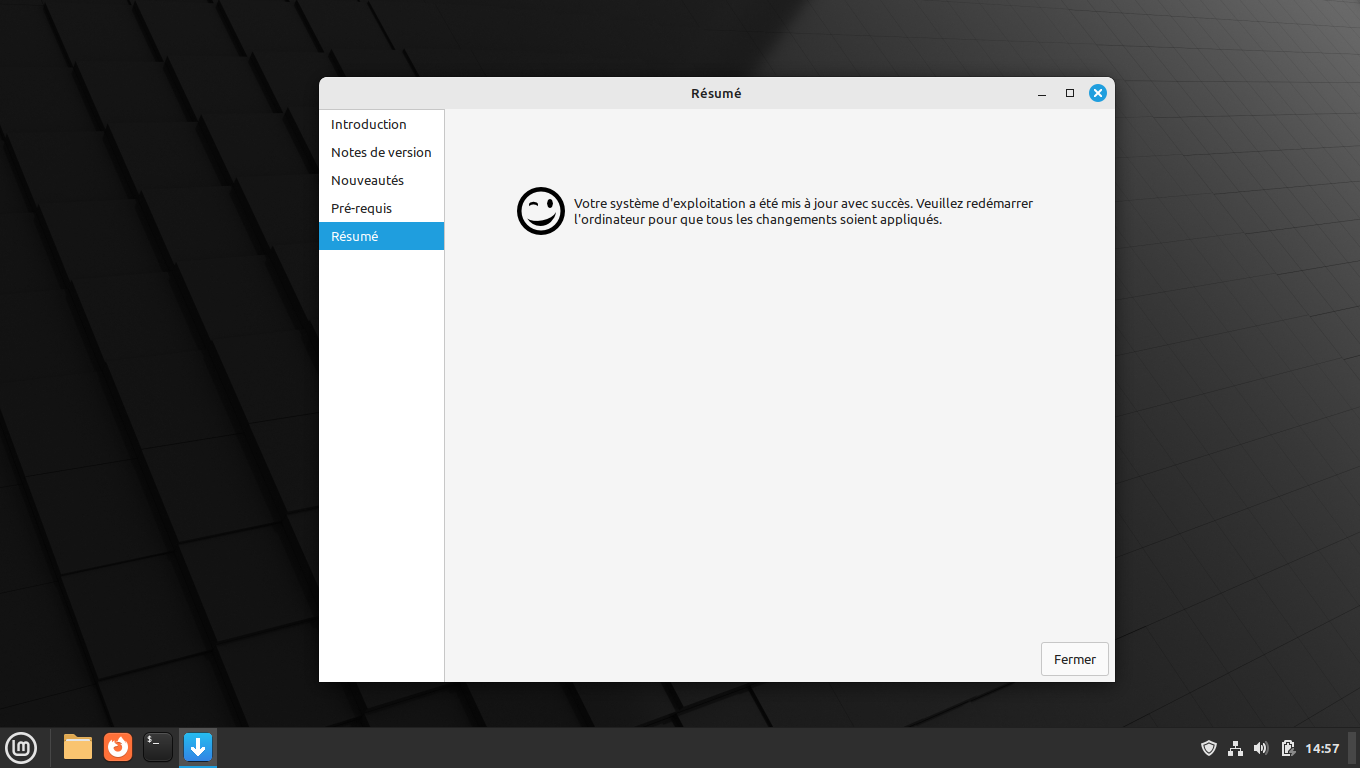 Résumé
Introduction
Notes de version
Nouveautés
Pré-requis
Résumé
Votre système d'exploitation a été mis à jour avec succès. Veuillez redémarrer
l'ordinateur pour que tous les changements soient appliqués.
Fermer
$_
14:57